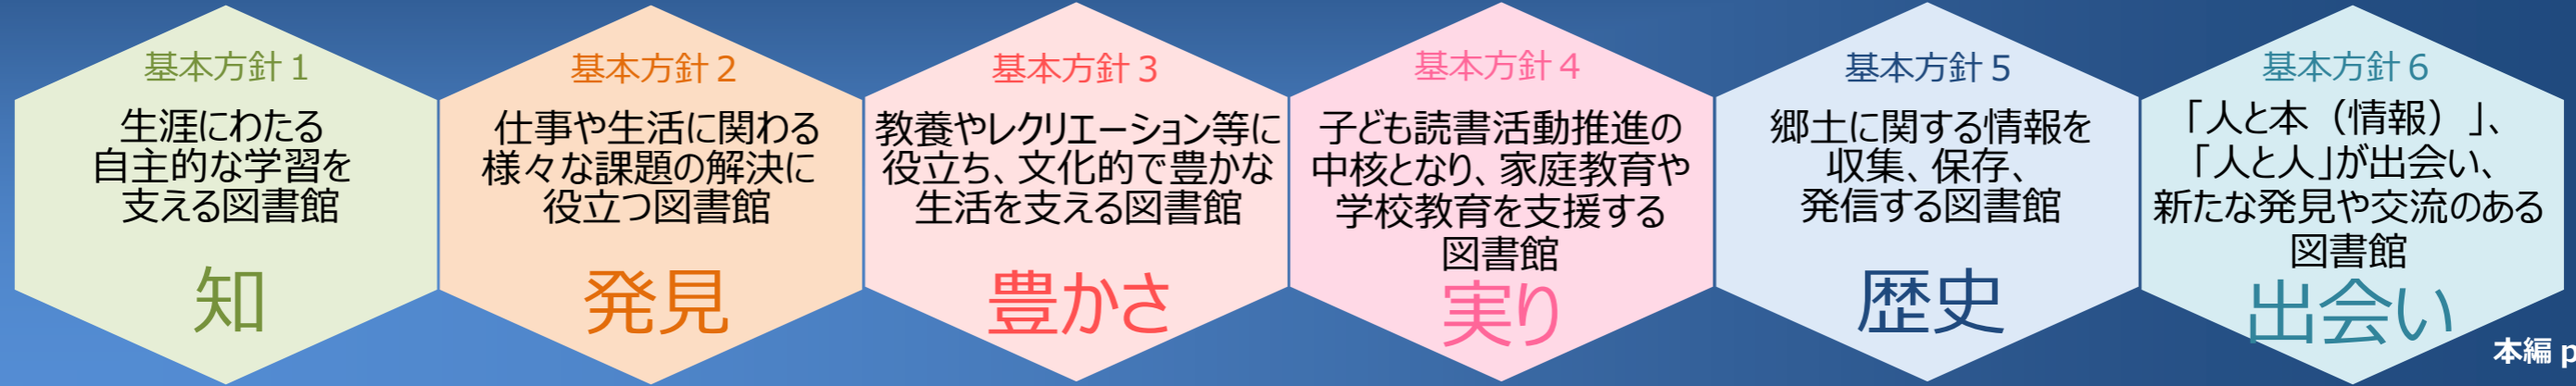 基本方針１
生涯にわたる
自主的な学習を
支える図書館
知
基本方針２
仕事や生活に関わる
様々な課題の解決に
役立つ図書館
発見
基本方針３
教養やレクリエーション等に
役立ち、文化的で豊かな
生活を支える図書館
豊かさ
基本方針４
子ども読書活動推進の
中核となり、家庭教育や
学校教育を支援する
図書館
実り
基本方針５
郷土に関する情報を
収集、保存、
発信する図書館
歴史
基本方針６
「人と本（情報）」、
「人と人」が出会い、
新たな発見や交流のある
図書館
出会い
本編 p